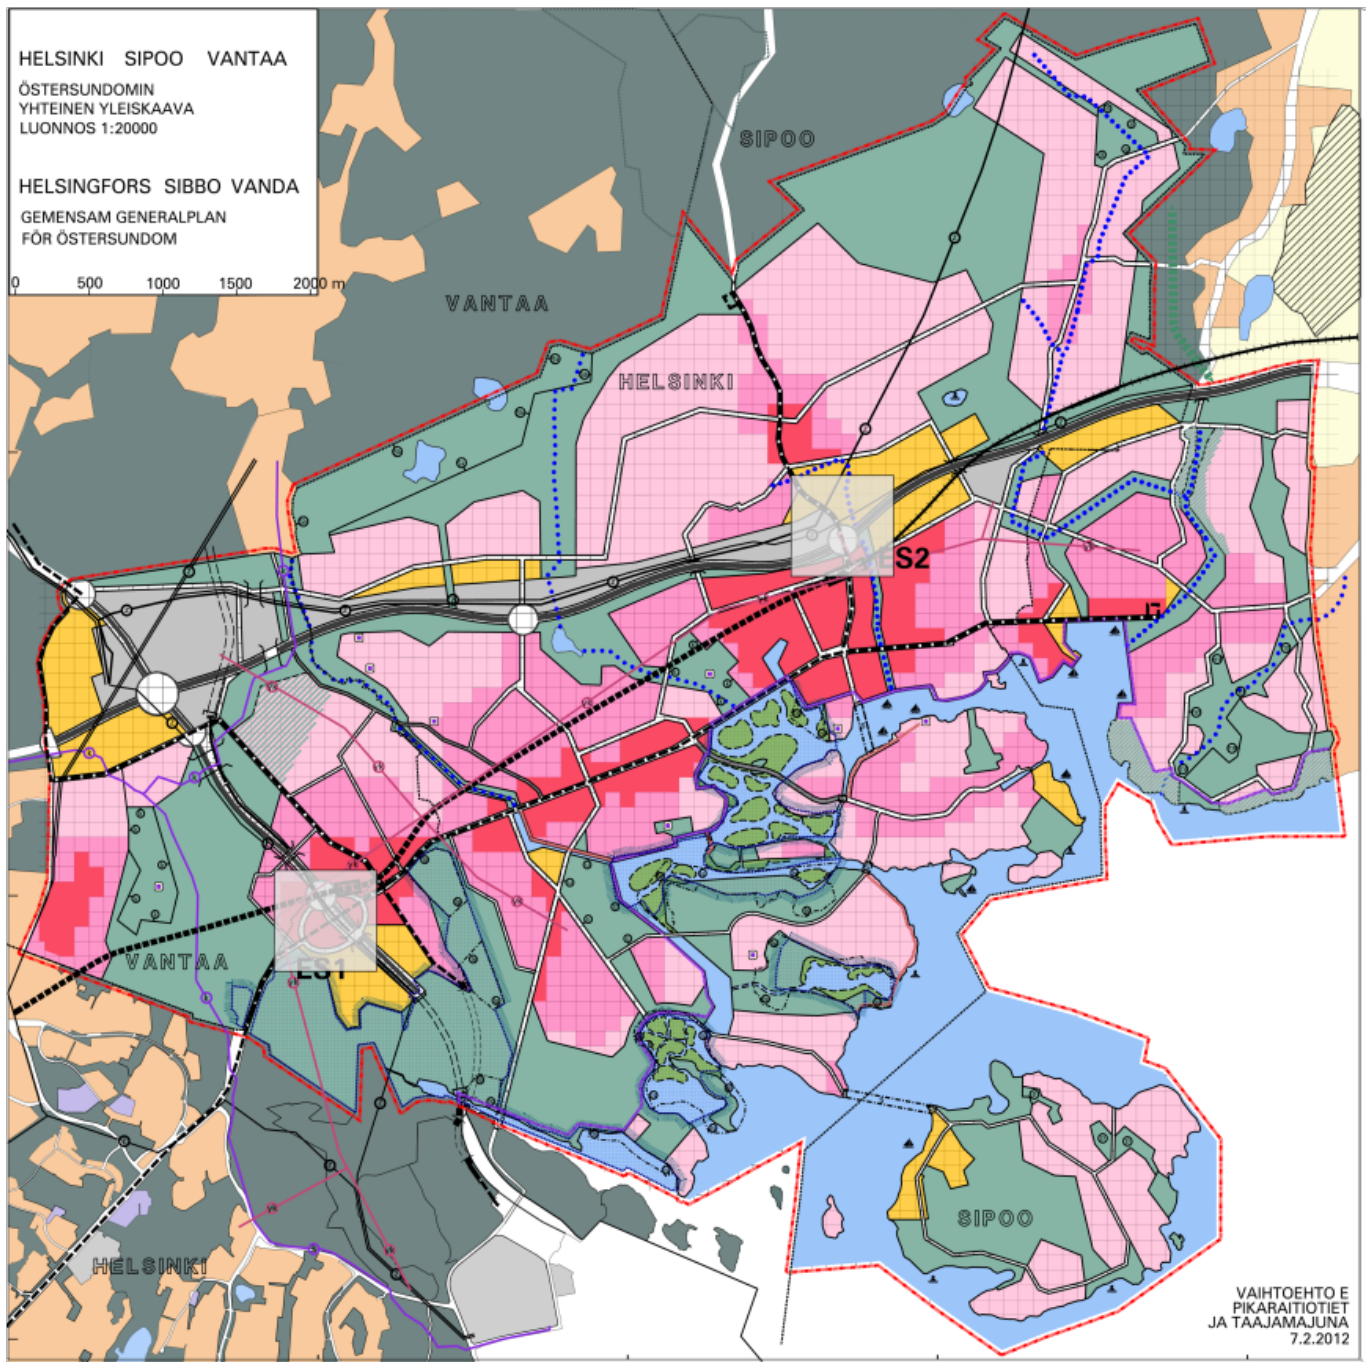 HELSINKI SIPOO VANTAA
ÖSTERSUNDOMIN
YHTEINEN YLEISKAAVA
LUONNOS 1:20000
HELSINGFORS SIBBO VANDA
GEMENSAM GENERALPLAN
FÖR ÖSTERSUNDOM
0 500 1000 1500 2000 m
SIPOO
VANTAA
HELSINKI
ES2
VANTAA
ES1
SIPOO
HELSINKI
VAIHTOEHTO E
PIKARAITIOTIET
JA TAAJAMAJUNA
7.2.2012